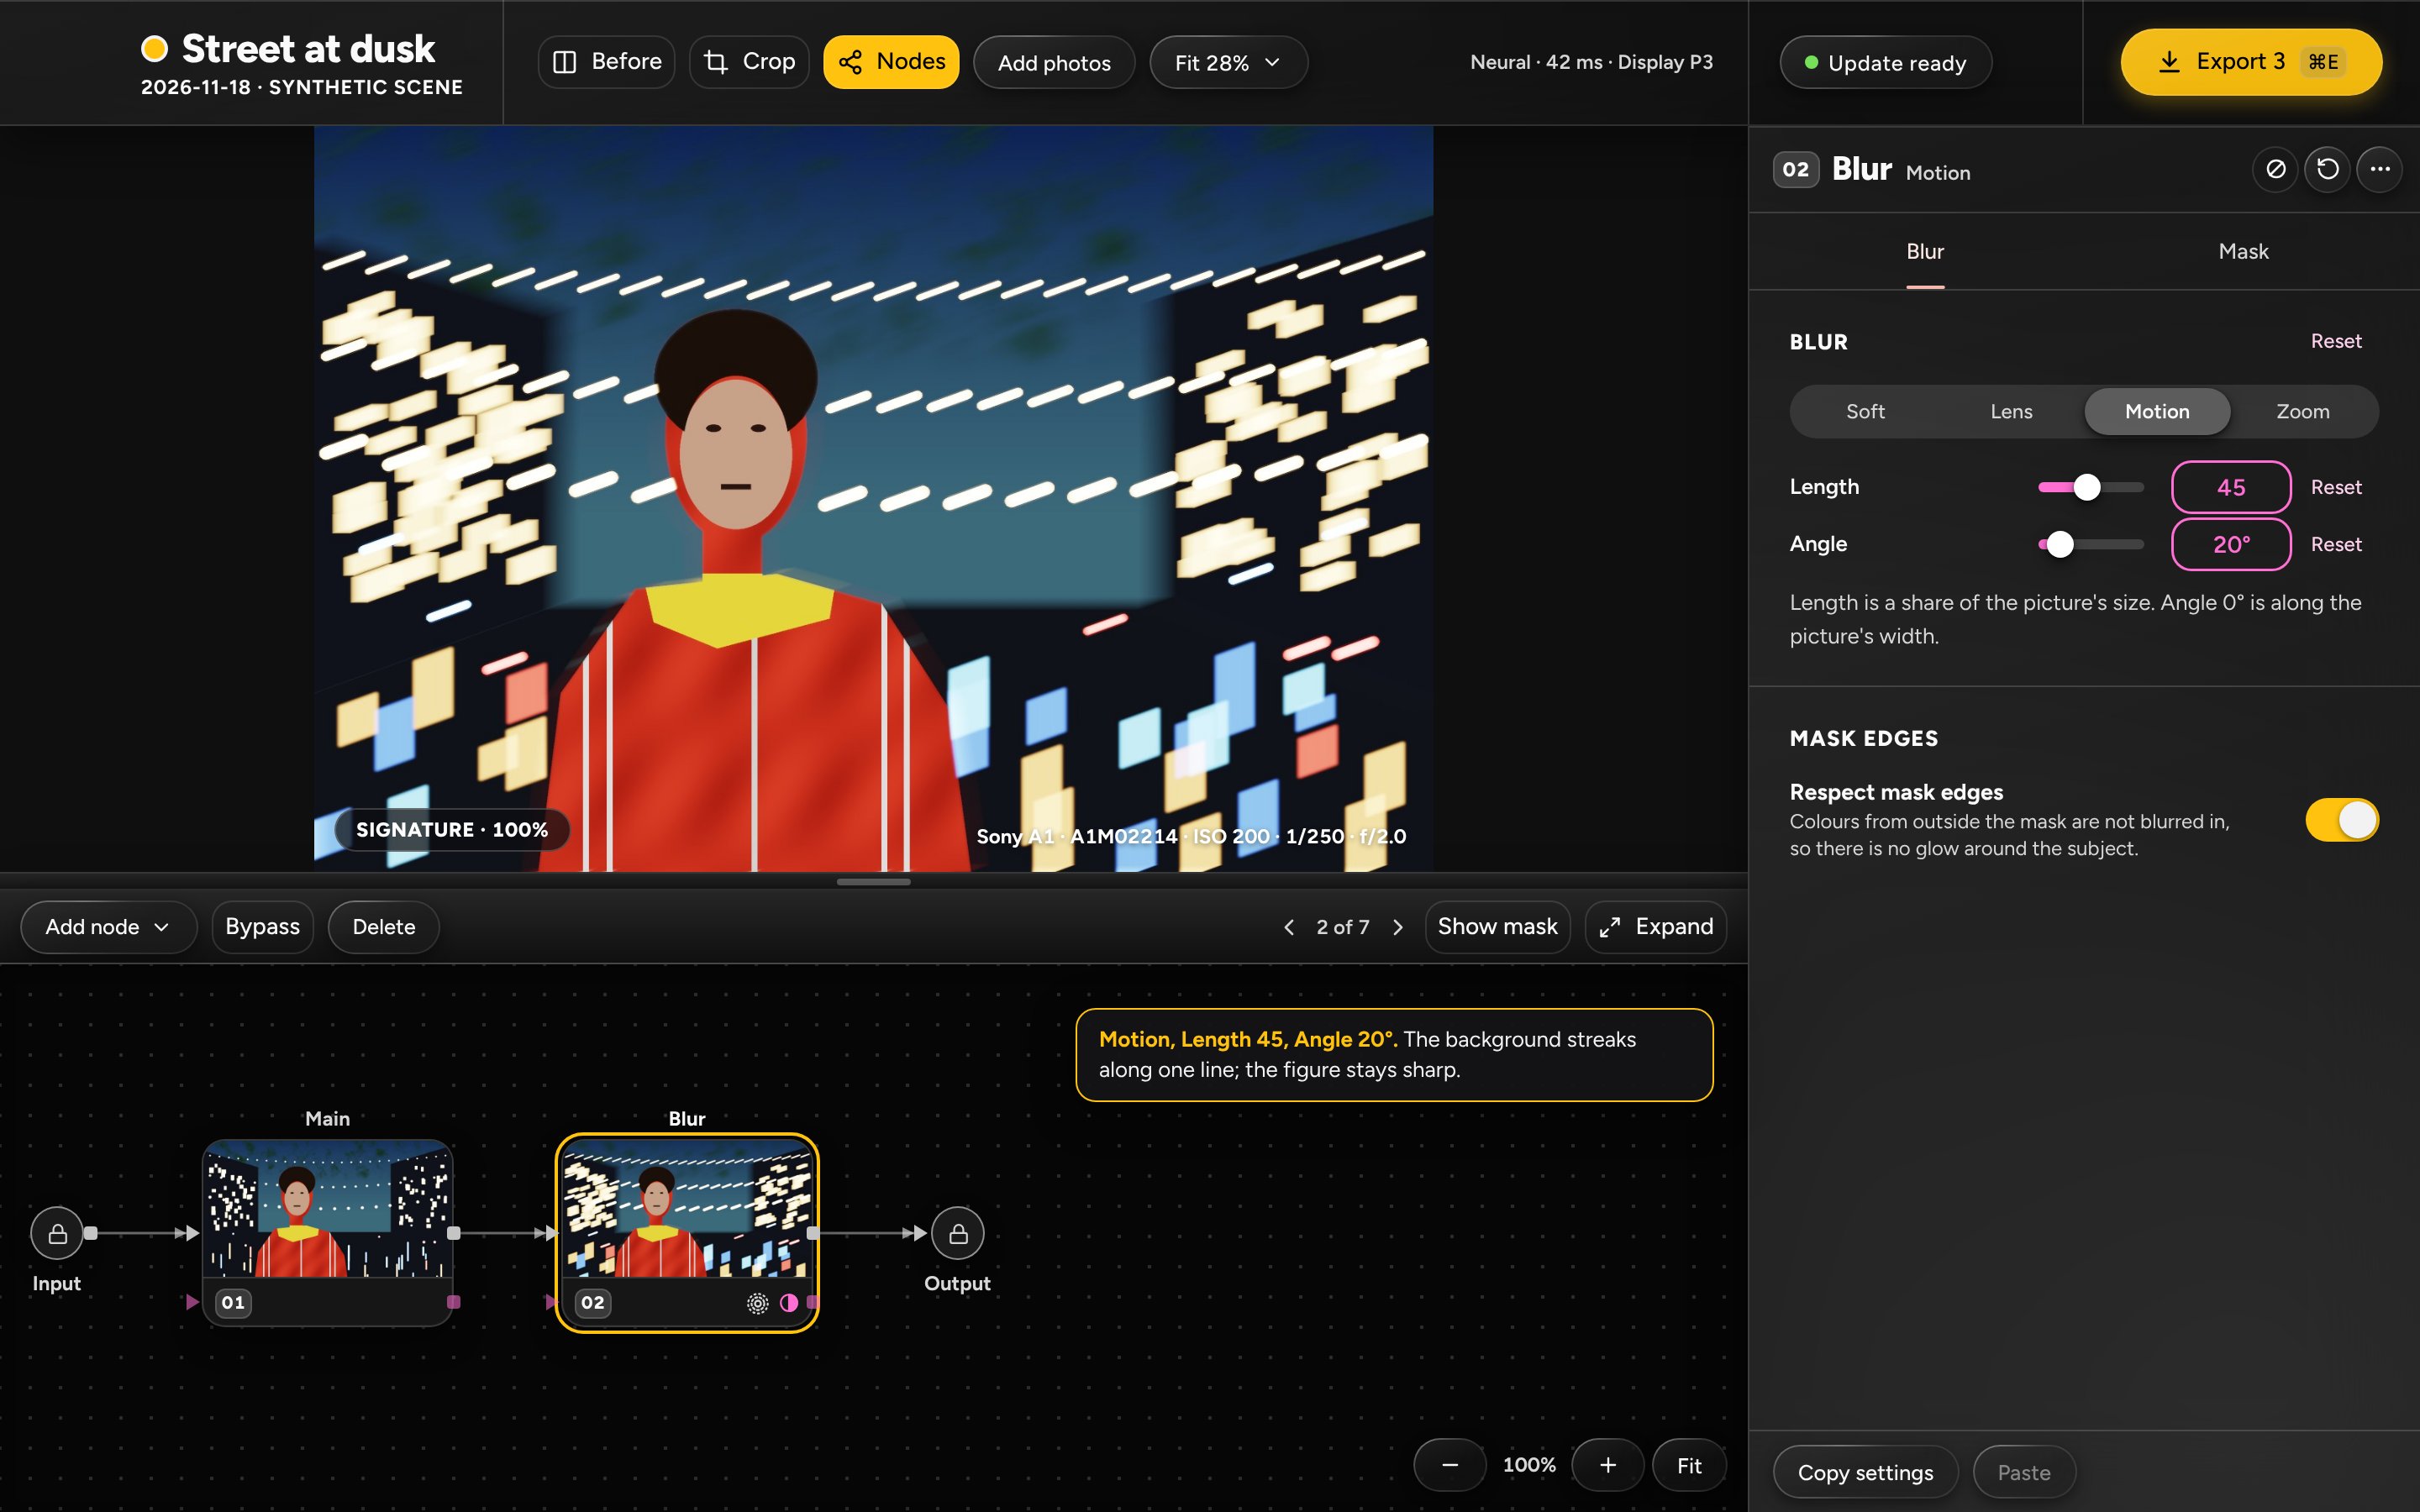 Street at dusk
2026-11-18 · SYNTHETIC SCENE
Before
Crop
Nodes
Add photos
Fit 28%
Neural · 42 ms · Display P3
Update ready
Export 3 ⌘E
02 Blur Motion
Blur
Mask
BLUR
Reset
Soft
Lens
Motion
Zoom
Length
45
Reset
Angle
20°
Reset
Length is a share of the picture's size. Angle 0° is along the
picture's width.
MASK EDGES
Respect mask edges
Colours from outside the mask are not blurred in,
so there is no glow around the subject.
SIGNATURE · 100%
Sony A1 · A1M02214 · ISO 200 · 1/250 · f/2.0
Add node
Bypass
Delete
2 of 7
Show mask
Expand
Motion, Length 45, Angle 20°. The background streaks
along one line; the figure stays sharp.
Main
Blur
Input
Output
01
02
100%
Fit
Copy settings
Paste